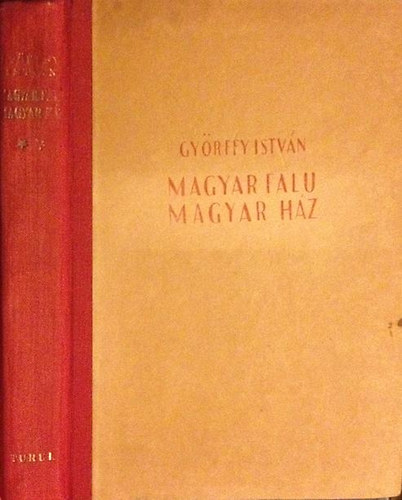 GYÖRFFY ISTVÁN
MAGYAR FALU
MAGYAR HÁZ
TURUL